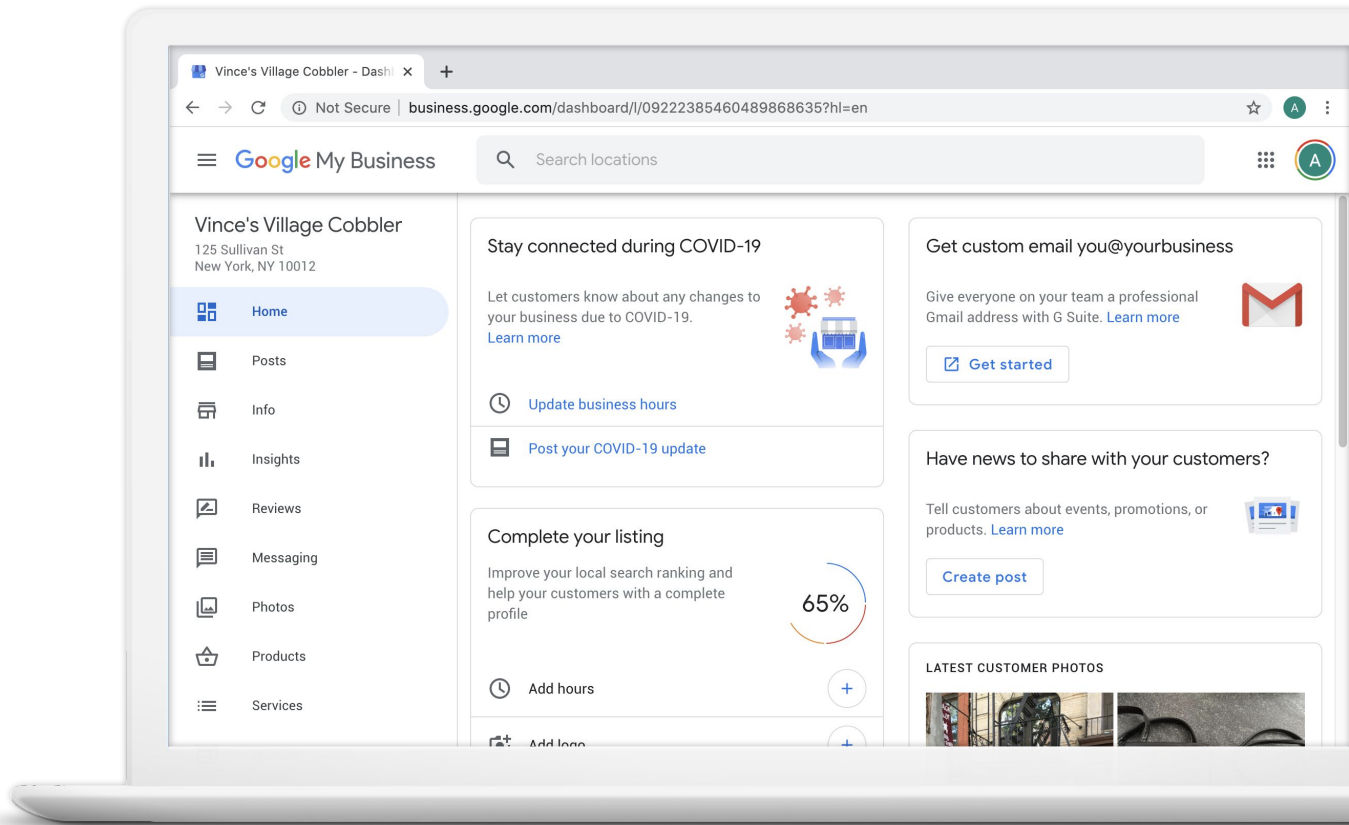 Vince's Village Cobbler - Dash
Not Secure | business.google.com/dashboard/l/09222385460489868635?hl=en
A
Google My Business
Search locations
A
Vince's Village Cobbler
125 Sullivan St
New York, NY 10012
Home
Posts
Info
Insights
Reviews
Messaging
Photos
Products
Services
Stay connected during COVID-19
Let customers know about any changes to
your business due to COVID-19.
Learn more
Update business hours
Post your COVID-19 update
Complete your listing
Improve your local search ranking and
help your customers with a complete
profile
65%
Add hours
Add logo
Get custom email you@yourbusiness
Give everyone on your team a professional
Gmail address with G Suite. Learn more
Get started
Have news to share with your customers?
Tell customers about events, promotions, or
products. Learn more
Create post
LATEST CUSTOMER PHOTOS